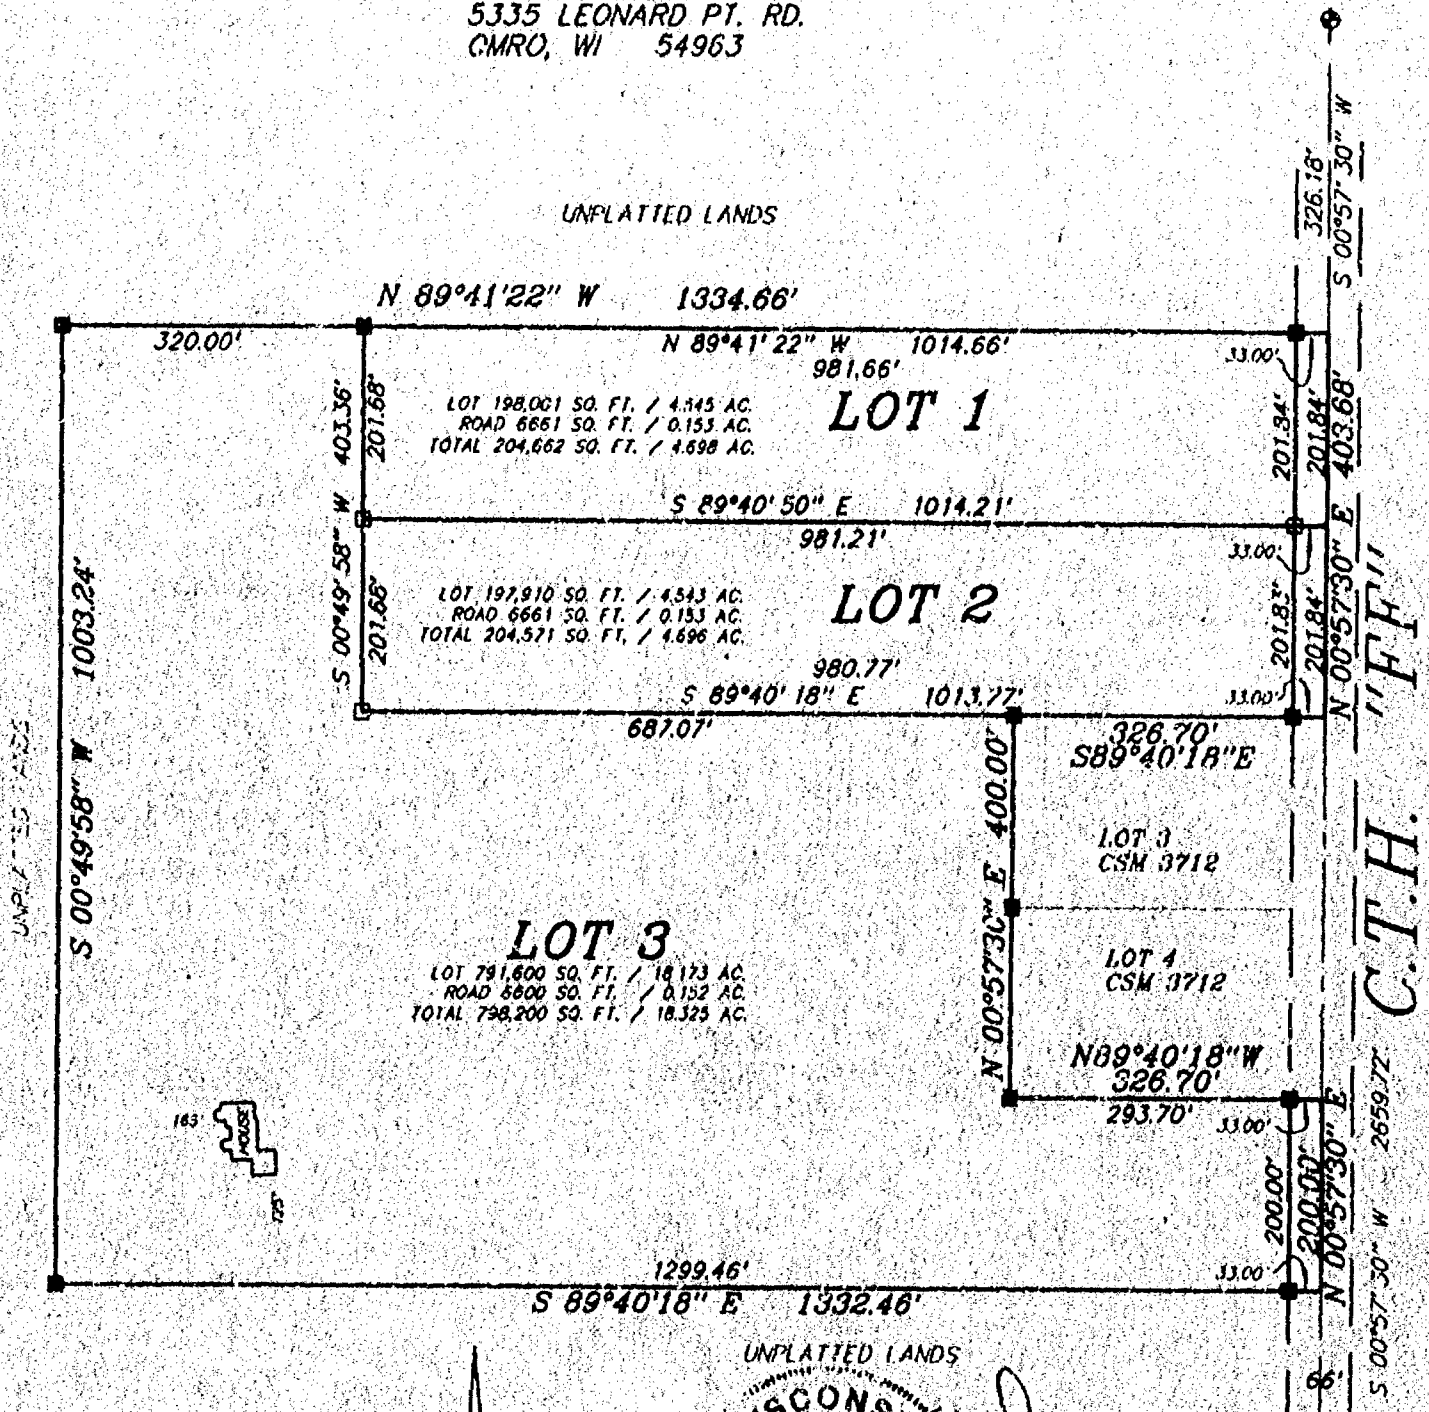 5335 LEONARD PT. RD.
OMRO, WI 54963
326.18'
S 00°57'30" W
UNPLATTED LANDS
N 89°41'22" W 1334.66'
320.00'
N 89°41'22" W 1014.66'
981.66'
33.00'
LOT 1
LOT 198,001 SQ. FT. / 4.545 AC.
ROAD 6661 SQ. FT. / 0.153 AC.
TOTAL 204,662 SQ. FT. / 4.698 AC.
S 00°49'58" W 403.36'
201.68'
201.84'
201.84'
N 00°57'30" E 403.68'
S 89°40'50" E 1014.21'
981.21'
33.00'
LOT 2
LOT 197,910 SQ. FT. / 4.543 AC.
ROAD 6661 SQ. FT. / 0.153 AC.
TOTAL 204,571 SQ. FT. / 4.696 AC.
201.68'
201.83'
201.84'
980.77'
S 89°40'18" E 1013.77'
33.00'
687.07'
326.70'
S89°40'18"E
S 00°49'58" W 1003.24'
N 00°57'30" E 400.00'
LOT 3
CSM 3712
LOT 4
CSM 3712
C.T.H. "FF"
LOT 3
LOT 791,600 SQ. FT. / 18.173 AC.
ROAD 6600 SQ. FT. / 0.152 AC.
TOTAL 798,200 SQ. FT. / 18.325 AC.
N89°40'18"W
326.70'
293.70'
33.00'
163'
HOUSE
200.00'
200.00'
N 00°57'30" E
S 00°57'30" W 2659.72'
33.00'
1299.46'
S 89°40'18" E 1332.46'
UNPLATTED LANDS
66'